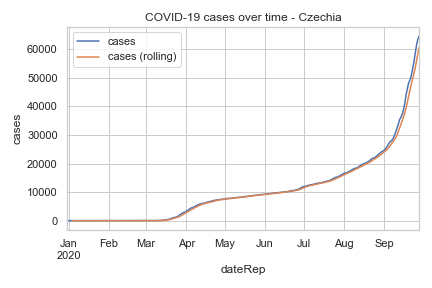 COVID-19 cases over time - Czechia
cases
cases (rolling)
60000
50000
40000
30000
20000
10000
0
cases
Jan Feb Mar Apr May Jun Jul Aug Sep
2020
dateRep